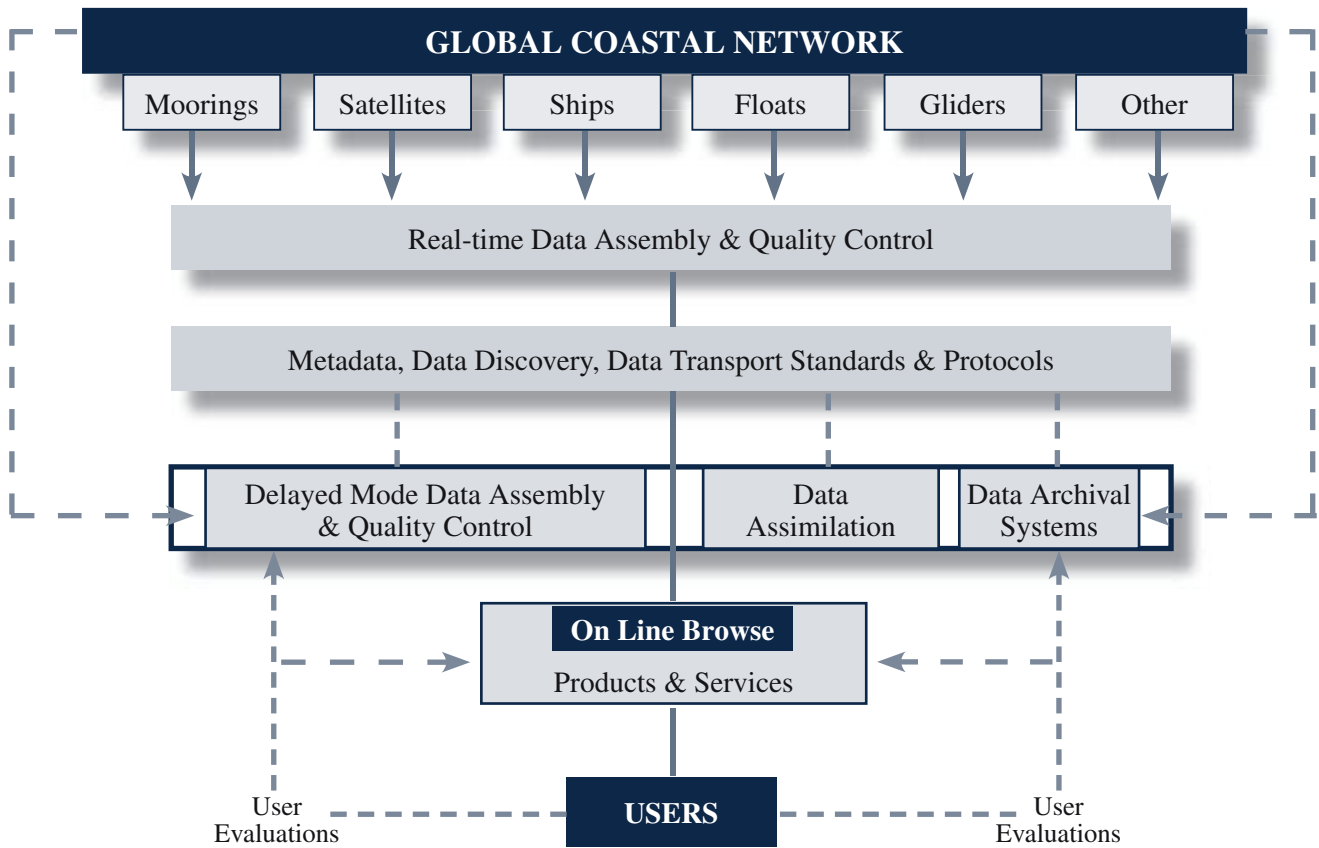 GLOBAL COASTAL NETWORK
Moorings
Satellites
Ships
Floats
Gliders
Other
Real-time Data Assembly & Quality Control
Metadata, Data Discovery, Data Transport Standards & Protocols
Delayed Mode Data Assembly
& Quality Control
Data
Assimilation
Data Archival
Systems
On Line Browse
Products & Services
User
Evaluations
USERS
User
Evaluations